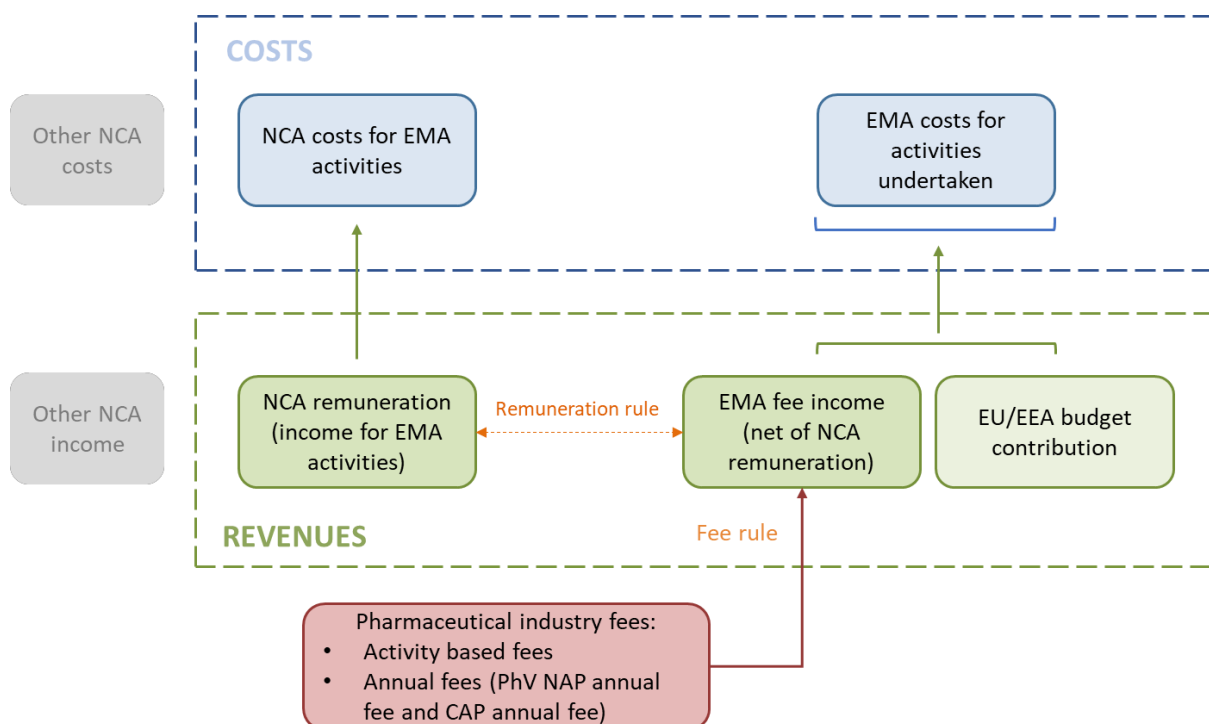 COSTS
Other NCA
costs
NCA costs for EMA
activities
EMA costs for
activities
undertaken
Other NCA
income
NCA remuneration
(income for EMA
activities)
Remuneration rule
EMA fee income
(net of NCA
remuneration)
EU/EEA budget
contribution
REVENUES
Fee rule
Pharmaceutical industry fees:
• Activity based fees
• Annual fees (PhV NAP annual
fee and CAP annual fee)